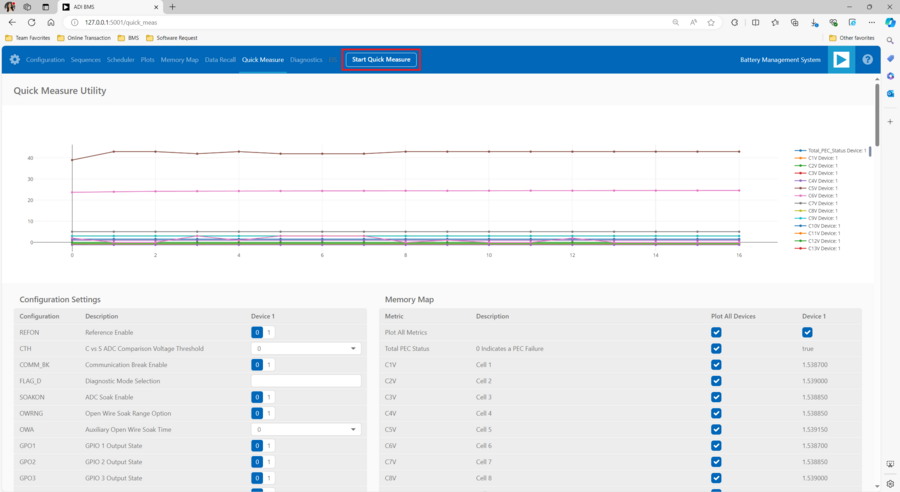 ADI BMS
127.0.0.1:5001/quick_meas
Team Favorites
Online Transaction
BMS
Software Request
Other favorites
Configuration
Sequences
Scheduler
Plots
Memory Map
Data Recall
Quick Measure
Diagnostics
Start Quick Measure
Battery Management System
Quick Measure Utility
40
30
20
10
0
0 2 4 6 8 10 12 14 16
Total_PEC_Status Device: 1
C1V Device: 1
C2V Device: 1
C3V Device: 1
C4V Device: 1
C5V Device: 1
C6V Device: 1
C7V Device: 1
C8V Device: 1
C9V Device: 1
C10V Device: 1
C11V Device: 1
C12V Device: 1
C13V Device: 1
Configuration Settings
Configuration Description Device 1
REFON Reference Enable 0 1
CTH C vs S ADC Comparison Voltage Threshold 0
COMM_BK Communication Break Enable 0 1
FLAG_D Diagnostic Mode Selection
SOAKON ADC Soak Enable 0 1
OWRNG Open Wire Soak Range Option 0 1
OWA Auxiliary Open Wire Soak Time 0
GPO1 GPIO 1 Output State 0 1
GPO2 GPIO 2 Output State 0 1
GPO3 GPIO 3 Output State 0 1
Memory Map
Metric Description Plot All Devices Device 1
Plot All Metrics
Total PEC Status 0 Indicates a PEC Failure true
C1V Cell 1 1.538700
C2V Cell 2 1.539000
C3V Cell 3 1.538850
C4V Cell 4 1.538850
C5V Cell 5 1.539150
C6V Cell 6 1.538700
C7V Cell 7 1.538850
C8V Cell 8 1.539000